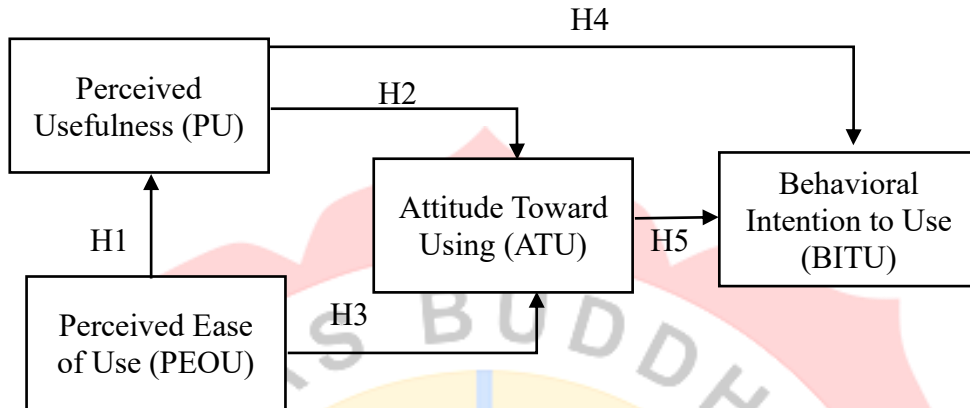 H4
Perceived
Usefulness (PU)
H2
Attitude Toward
Using (ATU)
Behavioral
Intention to Use
(BITU)
H1
H5
H3
Perceived Ease
of Use (PEOU)
S BUDDH